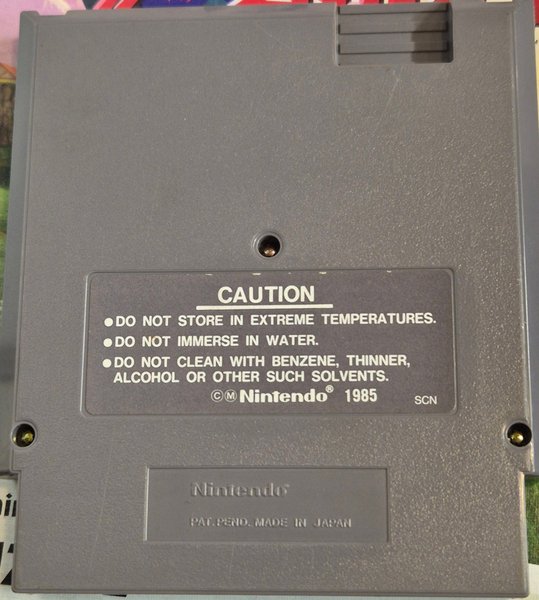 CAUTION
●DO NOT STORE IN EXTREME TEMPERATURES.
●DO NOT IMMERSE IN WATER.
●DO NOT CLEAN WITH BENZENE, THINNER,
ALCOHOL OR OTHER SUCH SOLVENTS.
ⒸⓂ Nintendo® 1985 SCN
Nintendo®
PAT. PEND. MADE IN JAPAN